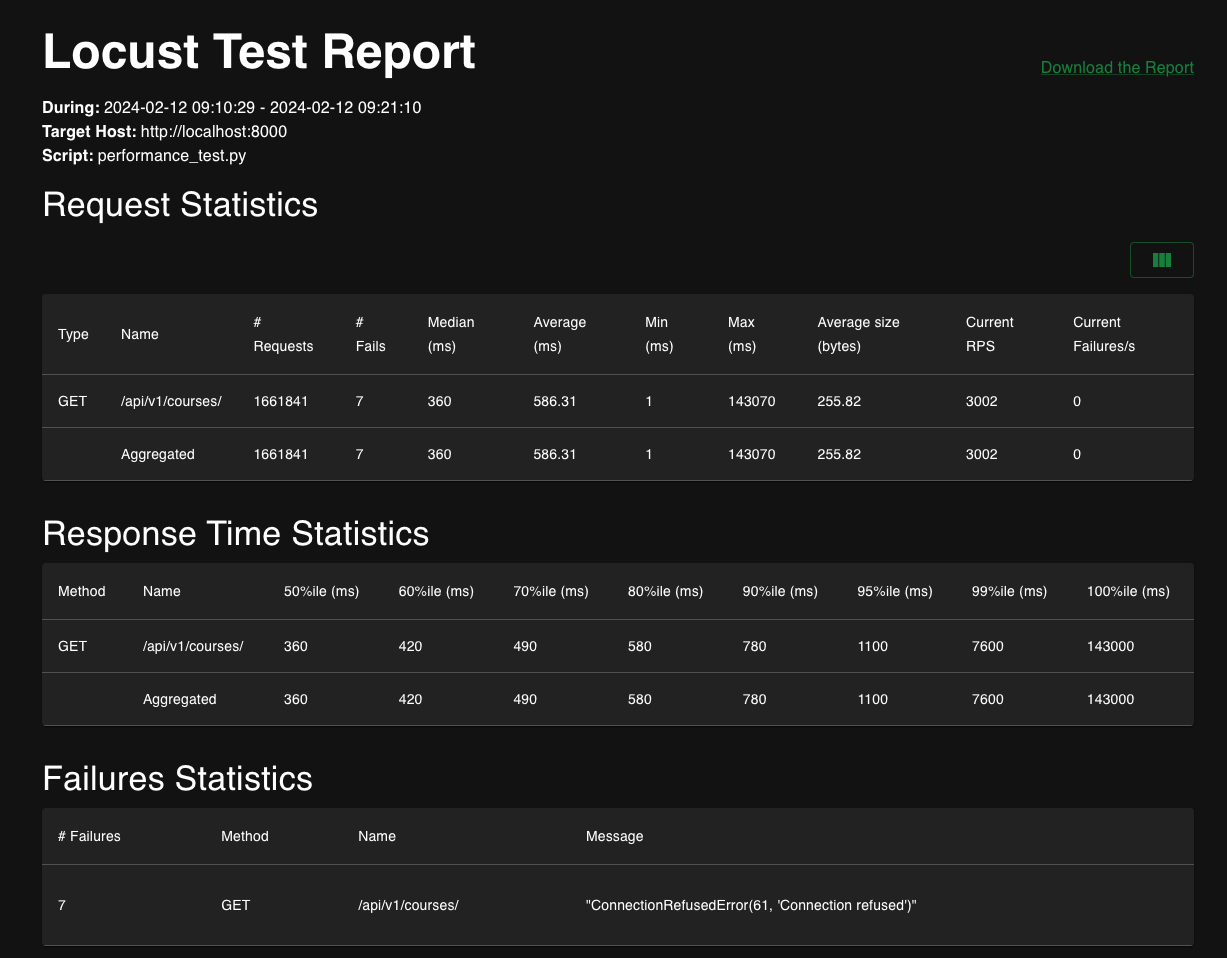 Locust Test Report
Download the Report
During: 2024-02-12 09:10:29 - 2024-02-12 09:21:10
Target Host: http://localhost:8000
Script: performance_test.py
Request Statistics
Type Name # Requests # Fails Median (ms) Average (ms) Min (ms) Max (ms) Average size (bytes) Current RPS Current Failures/s
GET /api/v1/courses/ 1661841 7 360 586.31 1 143070 255.82 3002 0
Aggregated 1661841 7 360 586.31 1 143070 255.82 3002 0
Response Time Statistics
Method Name 50%ile (ms) 60%ile (ms) 70%ile (ms) 80%ile (ms) 90%ile (ms) 95%ile (ms) 99%ile (ms) 100%ile (ms)
GET /api/v1/courses/ 360 420 490 580 780 1100 7600 143000
Aggregated 360 420 490 580 780 1100 7600 143000
Failures Statistics
# Failures Method Name Message
7 GET /api/v1/courses/ "ConnectionRefusedError(61, 'Connection refused')"